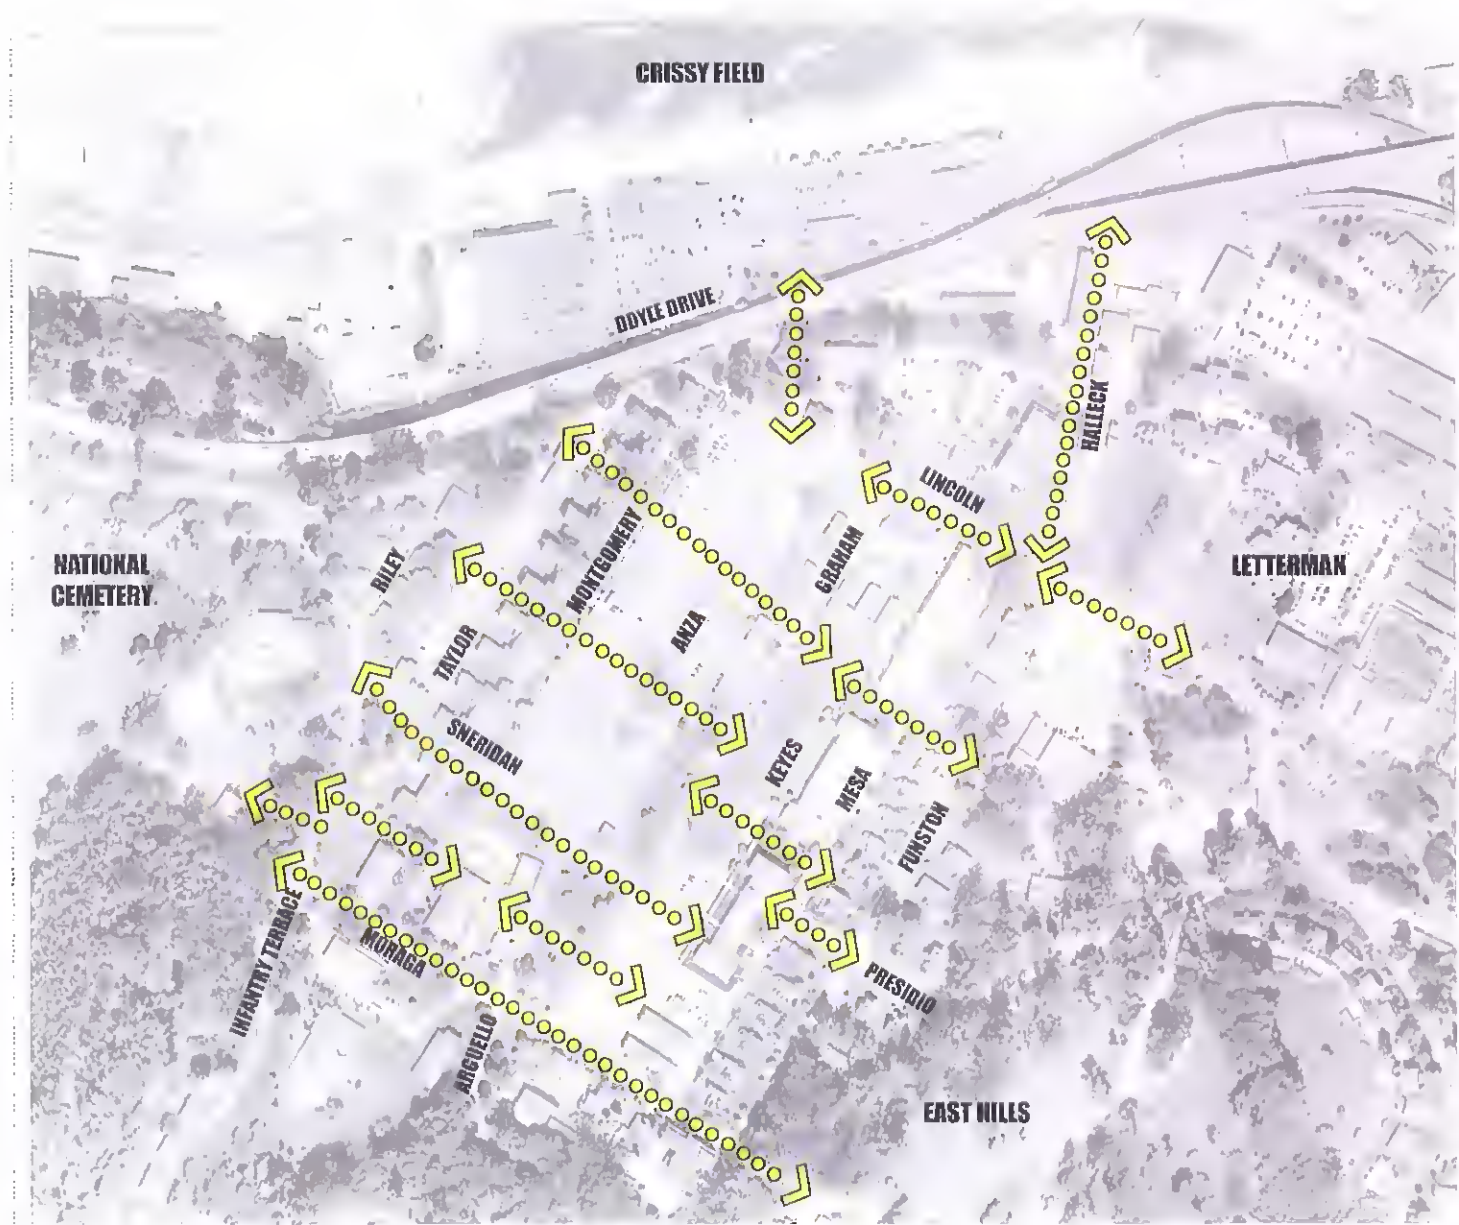 CRISSY FIELD
DOYLE DRIVE
HALLECK
LINCOLN
GRAHAM
MONTGOMERY
NATIONAL
CEMETERY
RILEY
LETTERMAN
ANZA
TAYLOR
SHERIDAN
KEYES
MESA
FUNSTON
INFANTRY TERRACE
MORAGA
PRESIDIO
ARGUELLO
EAST HILLS